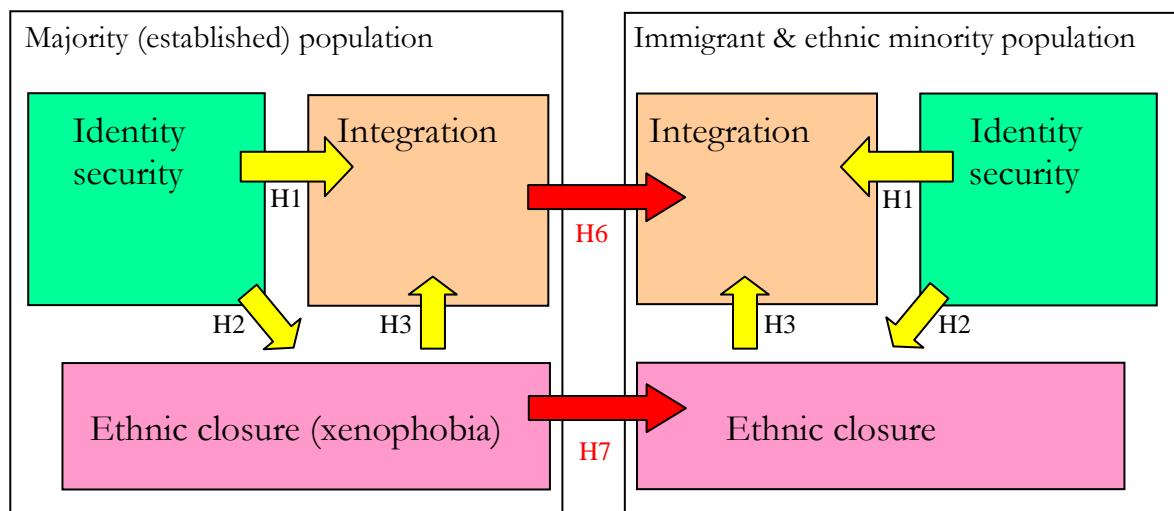 Majority (established) population
Identity
security
H1
Integration
H2
H3
Ethnic closure (xenophobia)
H6
H7
Immigrant & ethnic minority population
Integration
Identity
security
H1
H3
H2
Ethnic closure